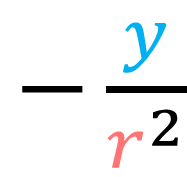 − y / r²